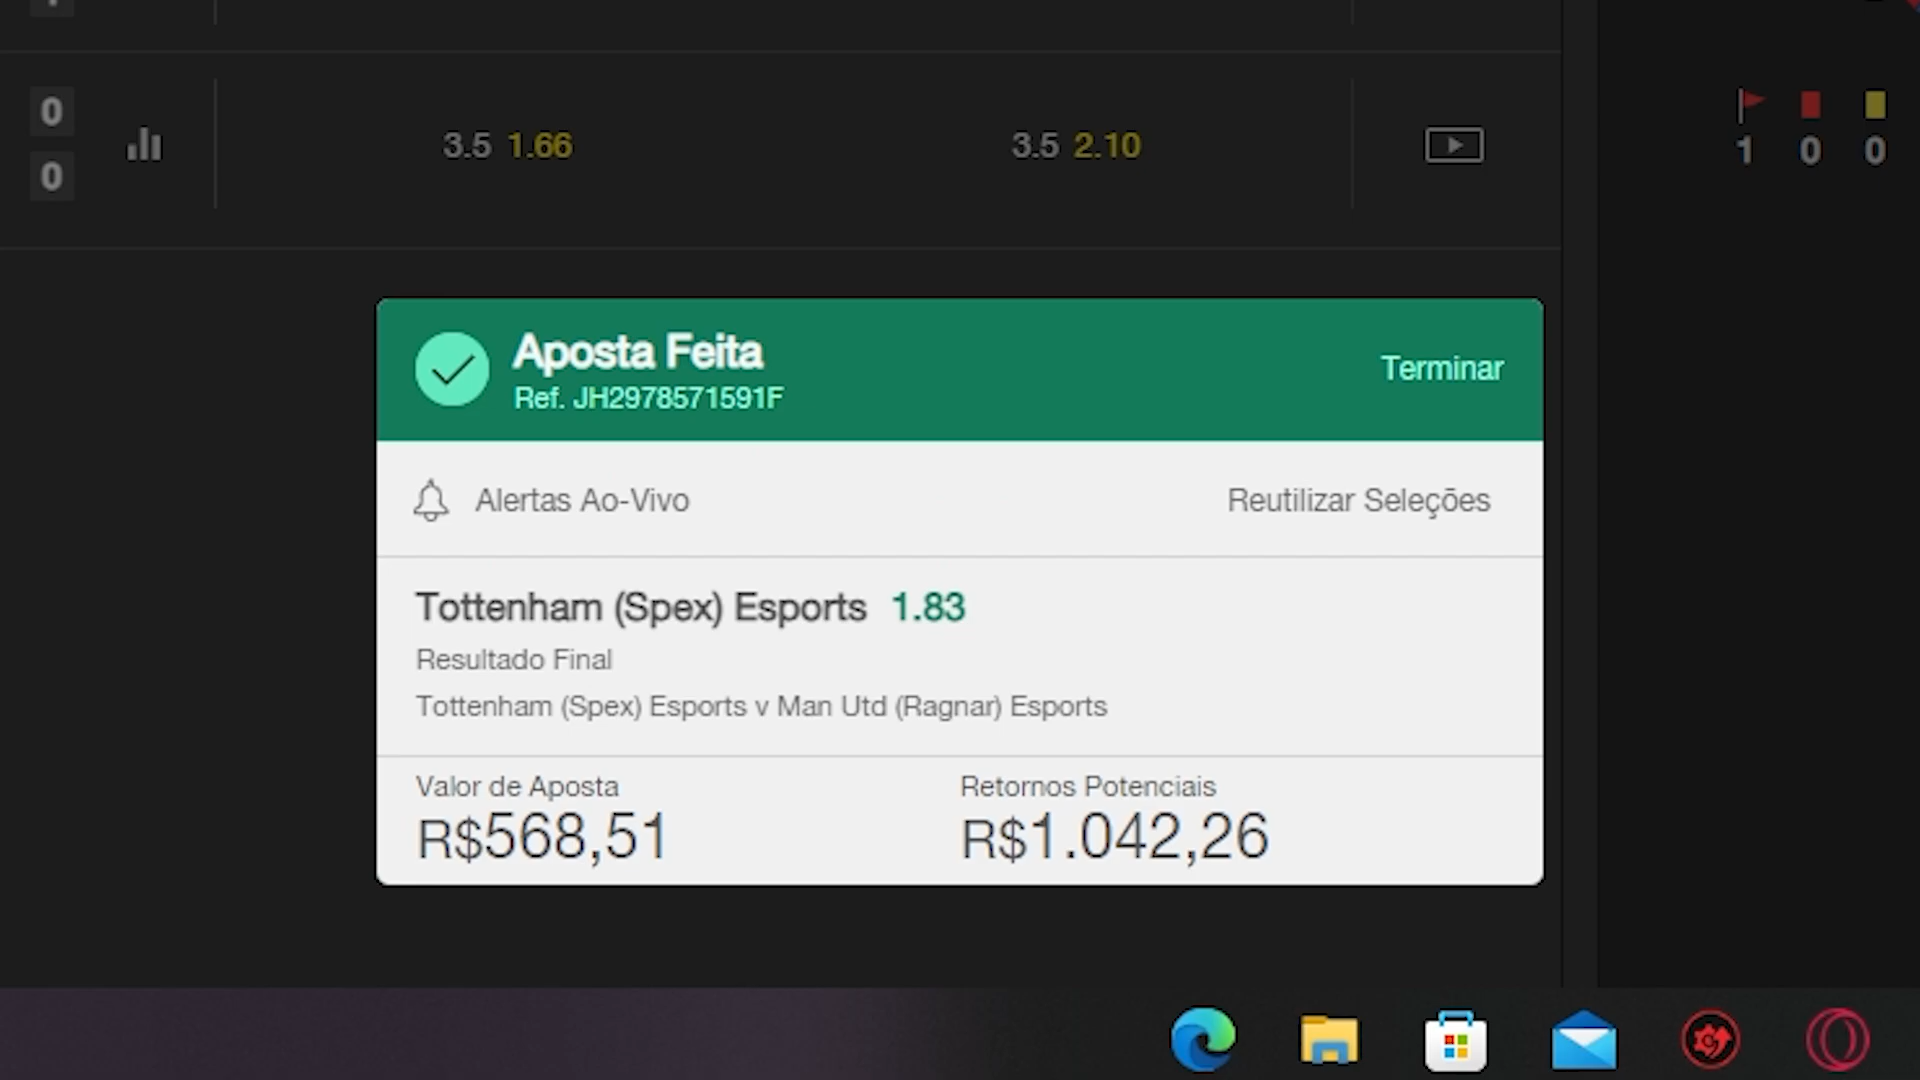 0
0
3.5 1.66
3.5 2.10
1 0 0
Aposta Feita
Ref. JH2978571591F
Terminar
Alertas Ao-Vivo
Reutilizar Seleções
Tottenham (Spex) Esports 1.83
Resultado Final
Tottenham (Spex) Esports v Man Utd (Ragnar) Esports
Valor de Aposta
R$568,51
Retornos Potenciais
R$1.042,26